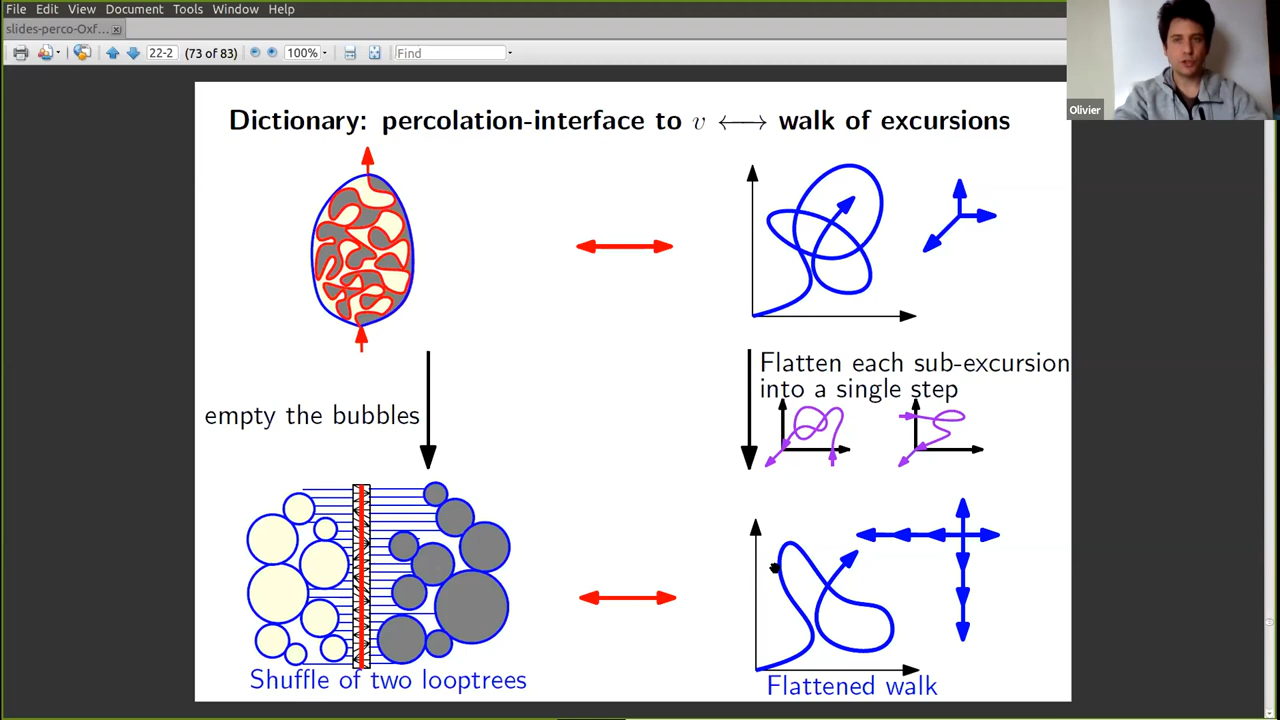 File Edit View Document Tools Window Help
slides-perco-Oxf...
22-2 (73 of 83) 100% Find
Olivier
Dictionary: percolation-interface to v ⟷ walk of excursions
Flatten each sub-excursion
into a single step
empty the bubbles
Shuffle of two looptrees
Flattened walk